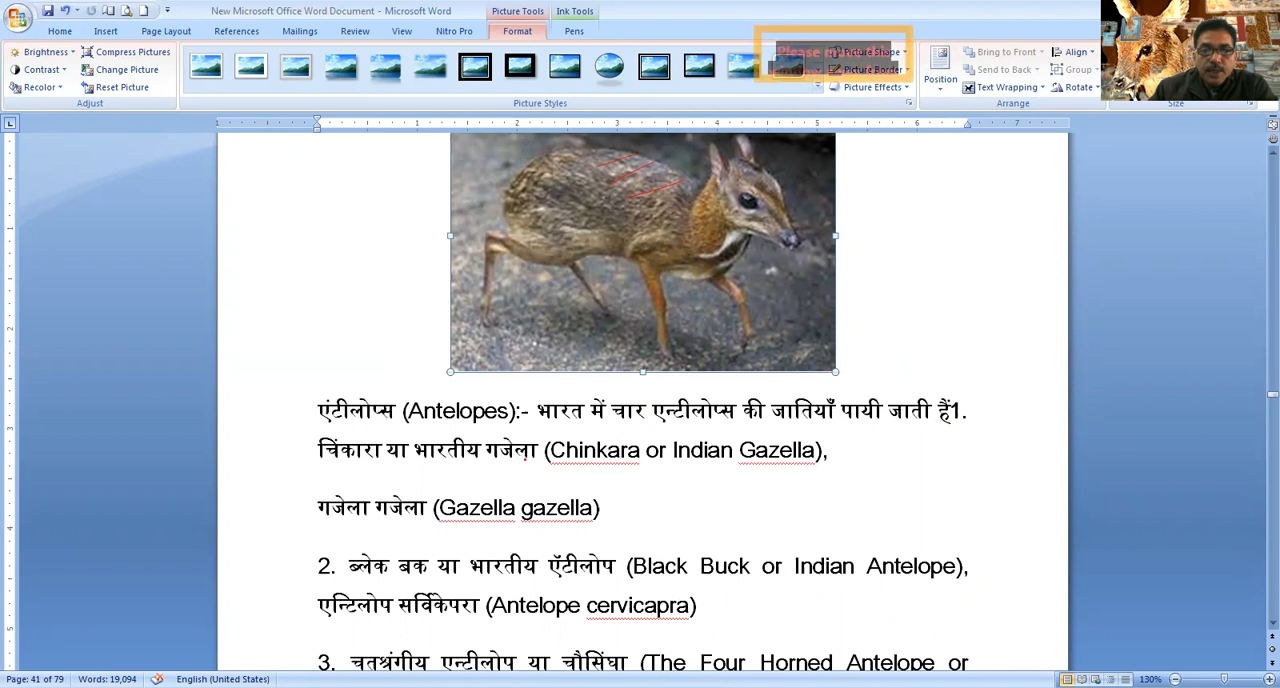 New Microsoft Office Word Document - Microsoft Word
Picture Tools
Ink Tools
Home
Insert
Page Layout
References
Mailings
Review
View
Nitro Pro
Format
Pens
Brightness
Compress Pictures
Contrast
Change Picture
Recolor
Reset Picture
Adjust
Picture Styles
Please
Picture Shape
Picture Border
Picture Effects
Position
Bring to Front
Send to Back
Text Wrapping
Align
Group
Rotate
Arrange
Size
एंटीलोप्स (Antelopes):- भारत में चार एन्टीलोप्स की जातियाँ पायी जाती हैं1.
चिंकारा या भारतीय गजेला (Chinkara or Indian Gazella),
गजेला गजेला (Gazella gazella)
2. ब्लेक बक या भारतीय ऍटीलोप (Black Buck or Indian Antelope),
एन्टिलोप सर्विकेपरा (Antelope cervicapra)
3. चतुश्रंगीय एन्टीलोप या चौसिंघा (The Four Horned Antelope or
Page: 41 of 79
Words: 19,094
English (United States)
130%